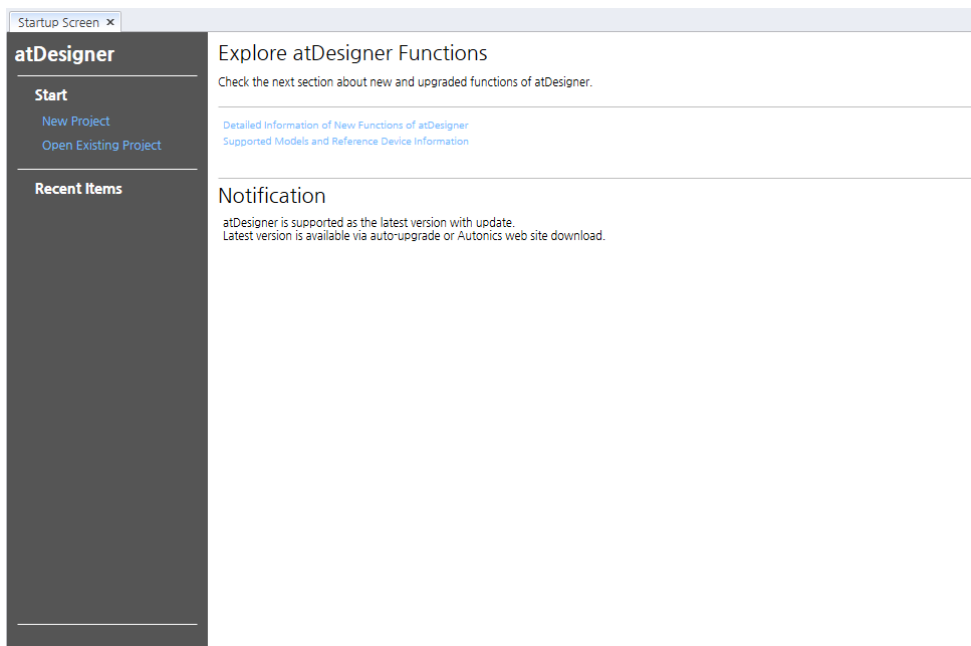 Startup Screen ×
atDesigner
Start
New Project
Open Existing Project
Recent Items
Explore atDesigner Functions
Check the next section about new and upgraded functions of atDesigner.
Detailed Information of New Functions of atDesigner
Supported Models and Reference Device Information
Notification
atDesigner is supported as the latest version with update.
Latest version is available via auto-upgrade or Autonics web site download.